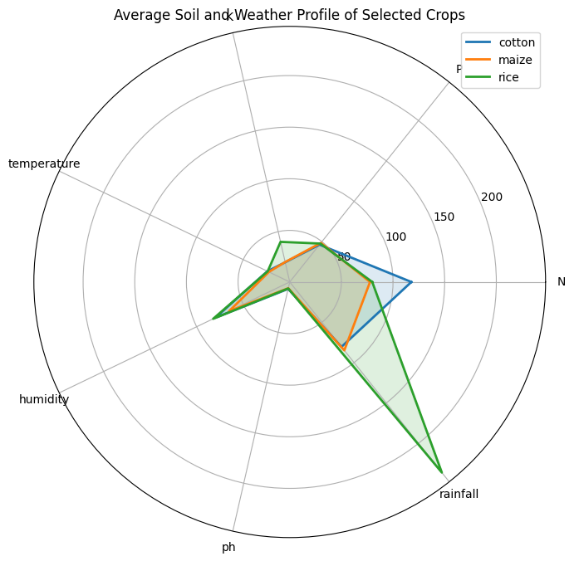 Average Soil and Weather Profile of Selected Crops
K
cotton
maize
rice
P
temperature
200
150
100
50
N
humidity
rainfall
ph